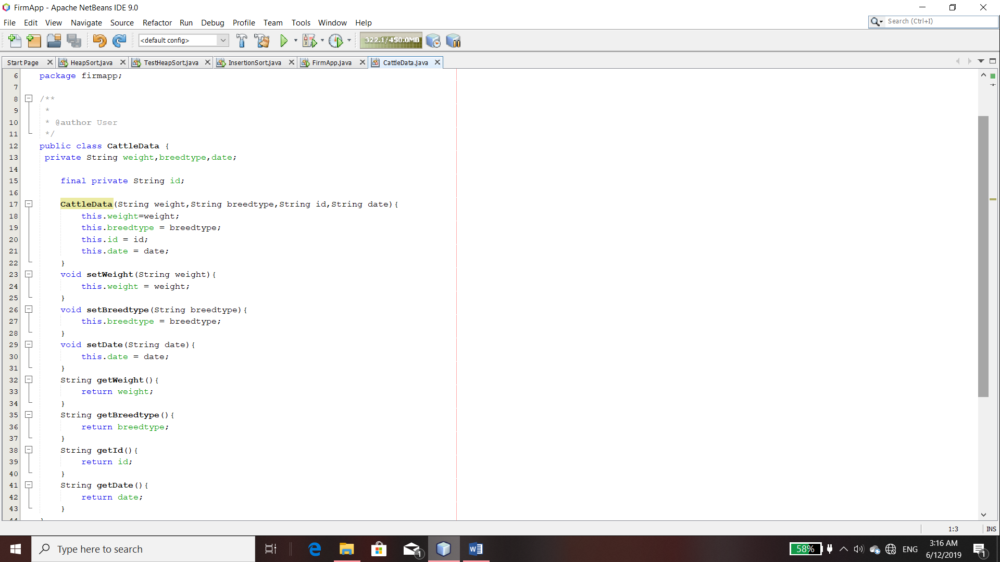 FirmApp - Apache NetBeans IDE 9.0
File Edit View Navigate Source Refactor Run Debug Profile Team Tools Window Help
Search (Ctrl+I)
<default config>
322.1/450.0MB
Start Page HeapSort.java TestHeapSort.java InsertionSort.java FirmApp.java CattleData.java
6 package firmapp;
7
8 /**
9 *
10 * @author User
11 */
12 public class CattleData {
13 private String weight,breedtype,date;
14
15 final private String id;
16
17 CattleData(String weight,String breedtype,String id,String date){
18 this.weight=weight;
19 this.breedtype = breedtype;
20 this.id = id;
21 this.date = date;
22 }
23 void setWeight(String weight){
24 this.weight = weight;
25 }
26 void setBreedtype(String breedtype){
27 this.breedtype = breedtype;
28 }
29 void setDate(String date){
30 this.date = date;
31 }
32 String getWeight(){
33 return weight;
34 }
35 String getBreedtype(){
36 return breedtype;
37 }
38 String getId(){
39 return id;
40 }
41 String getDate(){
42 return date;
43 }
1:3 INS
Type here to search
1
58%
ENG
3:16 AM
6/12/2019
1